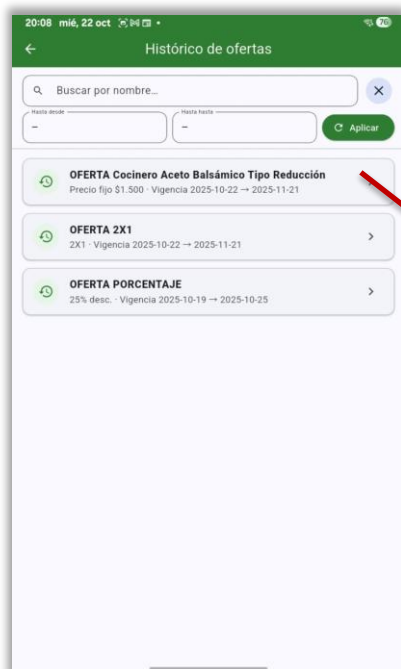 20:08 mié, 22 oct
76
Histórico de ofertas
Buscar por nombre...
Hasta desde
–
Hasta hasta
–
Aplicar
OFERTA Cocinero Aceto Balsámico Tipo Reducción
Precio fijo $1.500 · Vigencia 2025-10-22 → 2025-11-21
OFERTA 2X1
2X1 · Vigencia 2025-10-22 → 2025-11-21
OFERTA PORCENTAJE
25% desc. · Vigencia 2025-10-19 → 2025-10-25